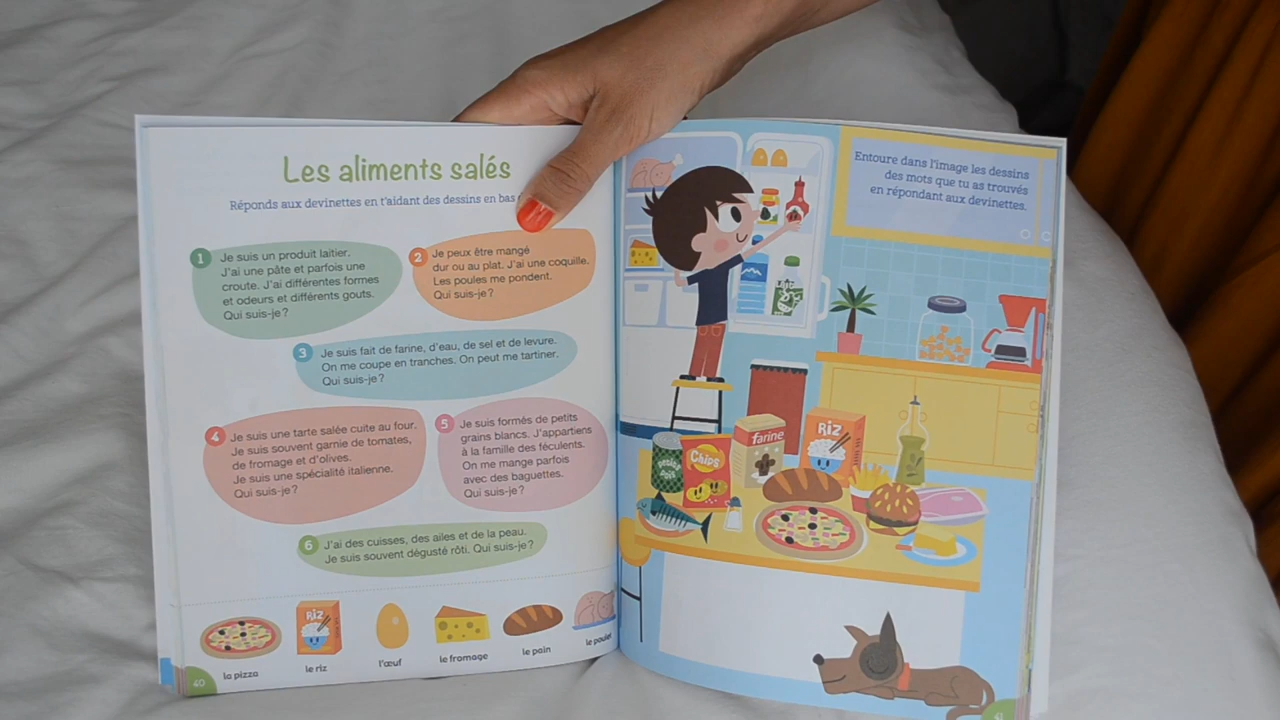 Les aliments salés
Réponds aux devinettes en t'aidant des dessins en bas
1
Je suis un produit laitier.
J'ai une pâte et parfois une
croute. J'ai différentes formes
et odeurs et différents gouts.
Qui suis-je ?
2
Je peux être mangé
dur ou au plat. J'ai une coquille.
Les poules me pondent.
Qui suis-je ?
3
Je suis fait de farine, d'eau, de sel et de levure.
On me coupe en tranches. On peut me tartiner.
Qui suis-je ?
4
Je suis une tarte salée cuite au four.
Je suis souvent garnie de tomates,
de fromage et d'olives.
Je suis une spécialité italienne.
Qui suis-je ?
5
Je suis formés de petits
grains blancs. J'appartiens
à la famille des féculents.
On me mange parfois
avec des baguettes.
Qui suis-je ?
6
J'ai des cuisses, des ailes et de la peau.
Je suis souvent dégusté rôti. Qui suis-je ?
RIZ
la pizza
le riz
l'œuf
le fromage
le pain
le poulet
40
Entoure dans l'image les dessins
des mots que tu as trouvés
en répondant aux devinettes.
Chips
farine
RIZ
41